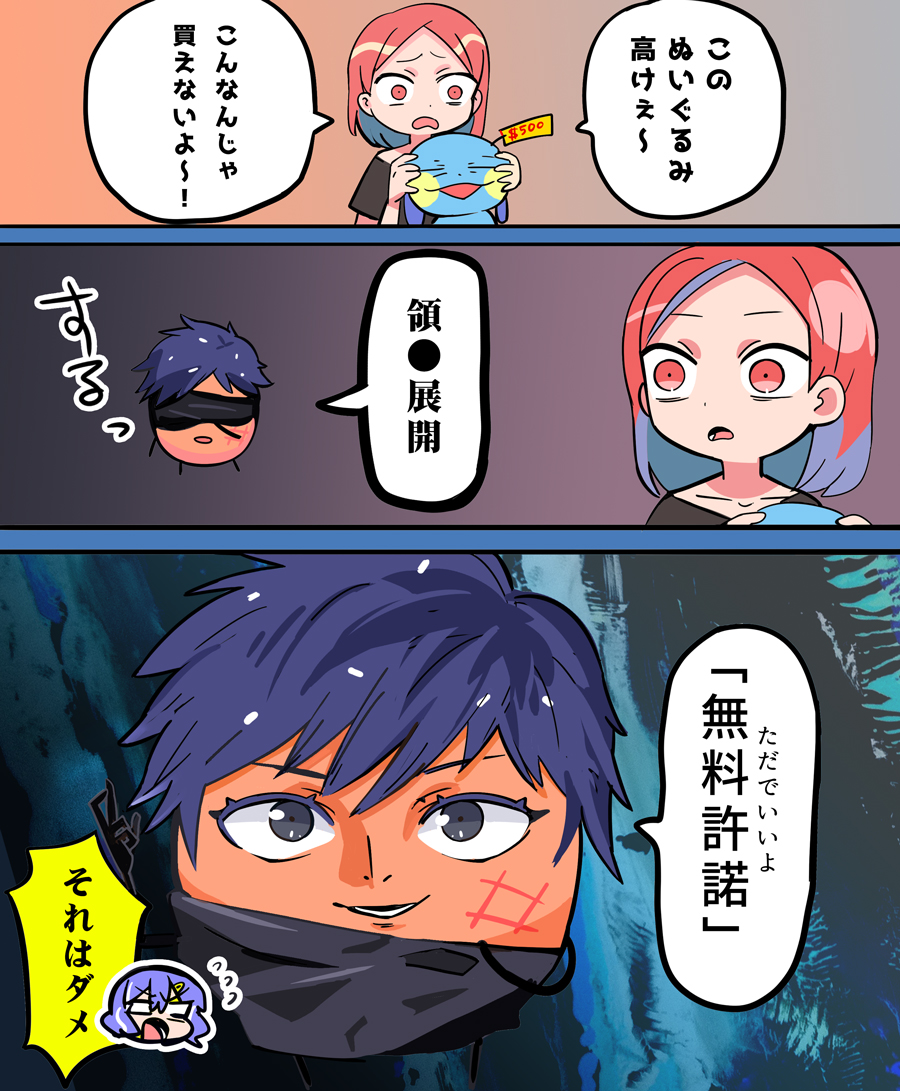 この
ぬいぐるみ
高けぇ〜
$500
こんなんじゃ
買えないよ〜！
領●展開
するっ
「無料許諾」
ただでいいよ
それはダメ